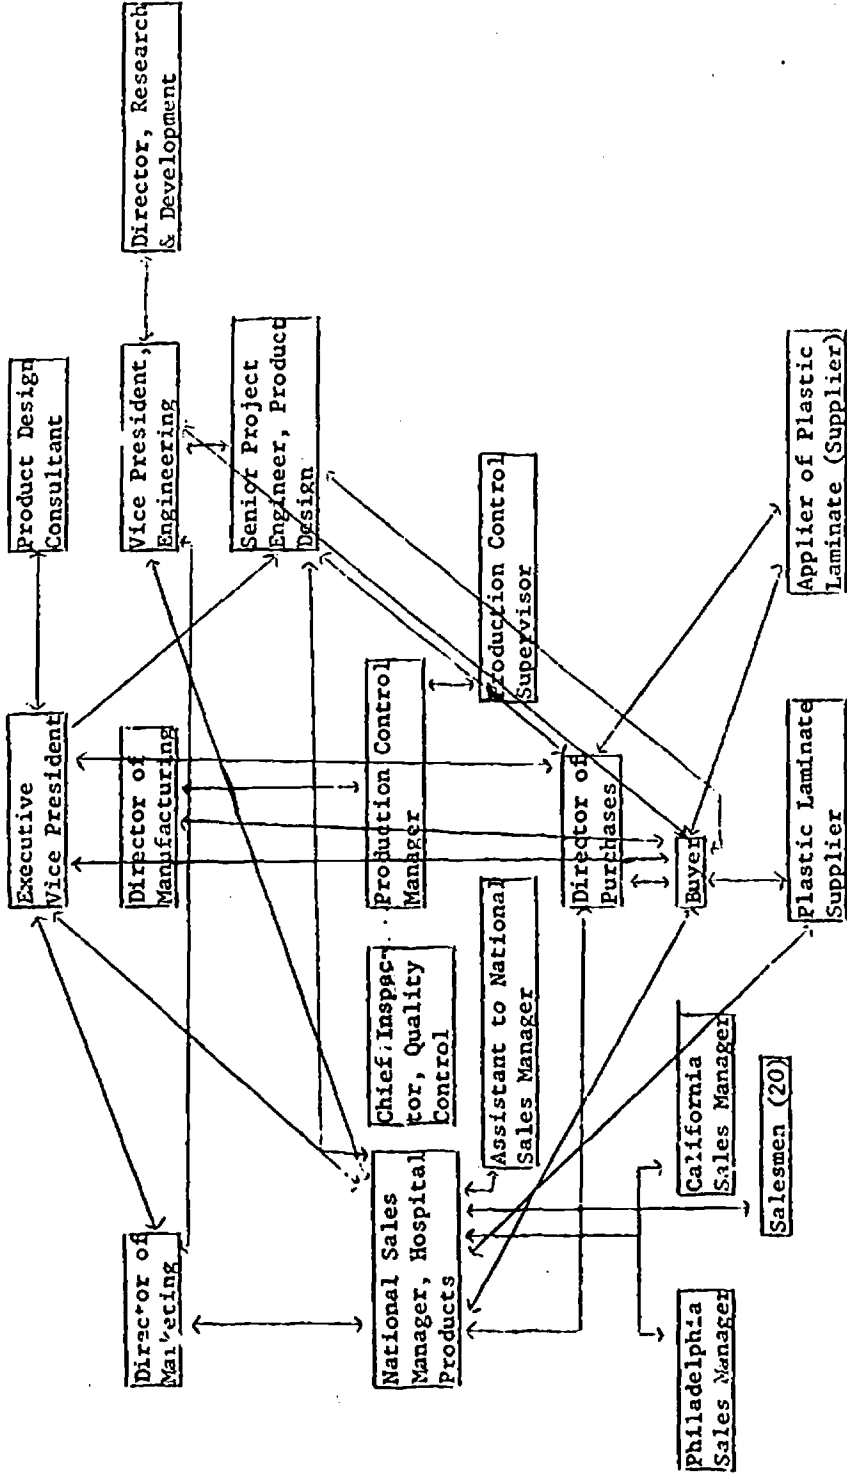 Executive
Vice President
Product Design
Consultant
Director of
Marketing
Director of
Manufacturing
Vice President,
Engineering
Director, Research
& Development
Senior Project
Engineer, Product
Design
National Sales
Manager, Hospital
Products
Chief Inspec-
tor, Quality
Control
Production Control
Manager
Assistant to National
Sales Manager
Production Control
Supervisor
Director of
Purchases
Philadelphia
Sales Manager
California
Sales Manager
Buyer
Salesmen (20)
Plastic Laminate
Supplier
Applier of Plastic
Laminate (Supplier)